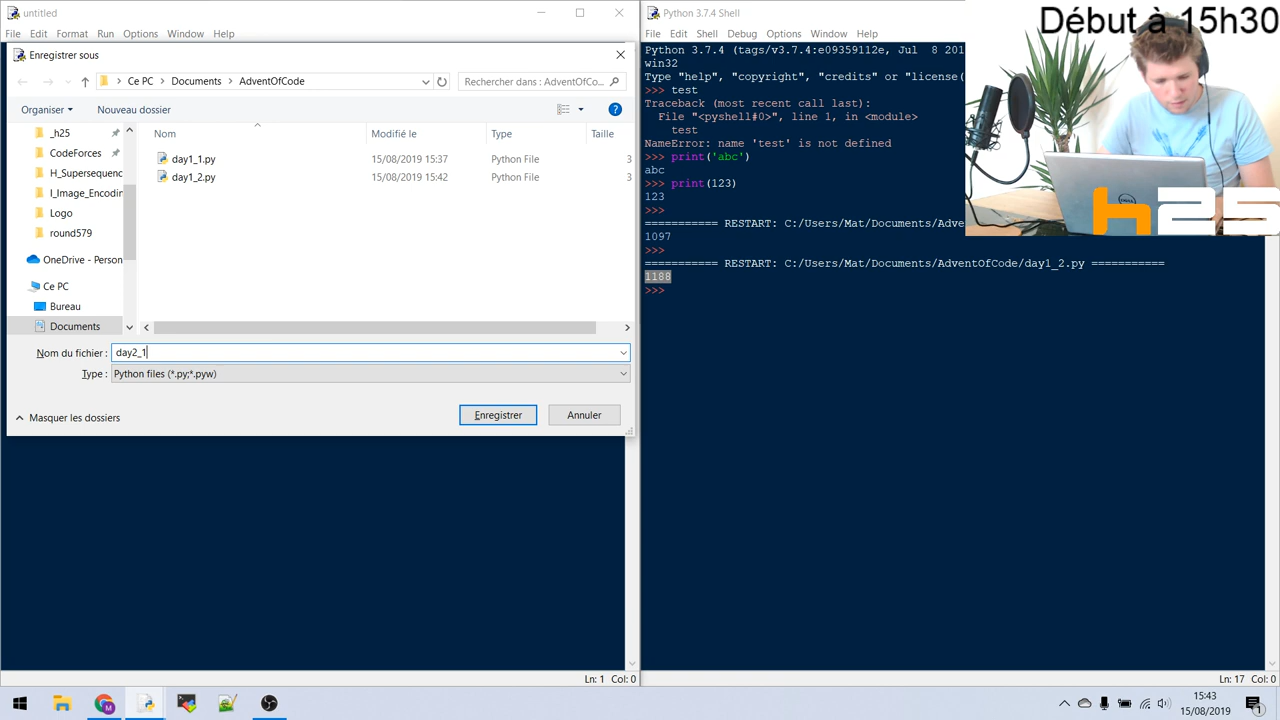 untitled
File Edit Format Run Options Window Help
Enregistrer sous
Ce PC > Documents > AdventOfCode
Rechercher dans : AdventOfCo...
Organiser
Nouveau dossier
Nom Modifié le Type Taille
_h25
CodeForces
H_Supersequenc
I_Image_Encodin
Logo
round579
OneDrive - Person
Ce PC
Bureau
Documents
day1_1.py 15/08/2019 15:37 Python File 3
day1_2.py 15/08/2019 15:42 Python File 3
Nom du fichier : day2_1
Type : Python files (*.py;*.pyw)
Masquer les dossiers
Enregistrer Annuler
Ln: 1 Col: 0
Python 3.7.4 Shell
File Edit Shell Debug Options Window Help
Python 3.7.4 (tags/v3.7.4:e09359112e, Jul 8 201
win32
Type "help", "copyright", "credits" or "license(
>>> test
Traceback (most recent call last):
File "<pyshell#0>", line 1, in <module>
test
NameError: name 'test' is not defined
>>> print('abc')
abc
>>> print(123)
123
>>>
=========== RESTART: C:/Users/Mat/Documents/Adven
1097
>>>
=========== RESTART: C:/Users/Mat/Documents/AdventOfCode/day1_2.py ===========
1188
>>>
Ln: 17 Col: 0
Début à 15h30
h25
15:43
15/08/2019
1